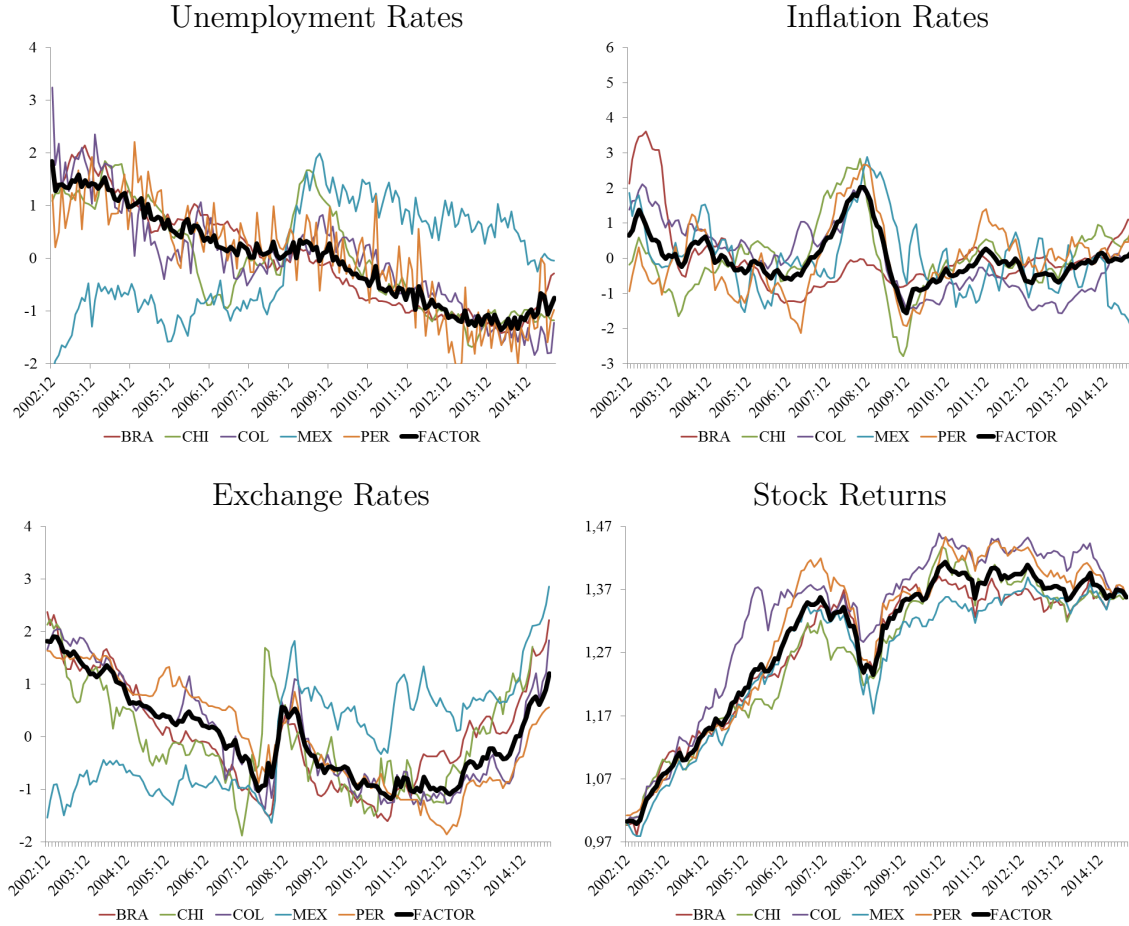 Unemployment Rates
4
3
2
1
0
-1
-2
2002:12 2003:12 2004:12 2005:12 2006:12 2007:12 2008:12 2009:12 2010:12 2011:12 2012:12 2013:12 2014:12
BRA CHI COL MEX PER FACTOR
Inflation Rates
6
5
4
3
2
1
0
-1
-2
-3
2002:12 2003:12 2004:12 2005:12 2006:12 2007:12 2008:12 2009:12 2010:12 2011:12 2012:12 2013:12 2014:12
BRA CHI COL MEX PER FACTOR
Exchange Rates
4
3
2
1
0
-1
-2
2002:12 2003:12 2004:12 2005:12 2006:12 2007:12 2008:12 2009:12 2010:12 2011:12 2012:12 2013:12 2014:12
BRA CHI COL MEX PER FACTOR
Stock Returns
1,47
1,37
1,27
1,17
1,07
0,97
2002:12 2003:12 2004:12 2005:12 2006:12 2007:12 2008:12 2009:12 2010:12 2011:12 2012:12 2013:12 2014:12
BRA CHI COL MEX PER FACTOR